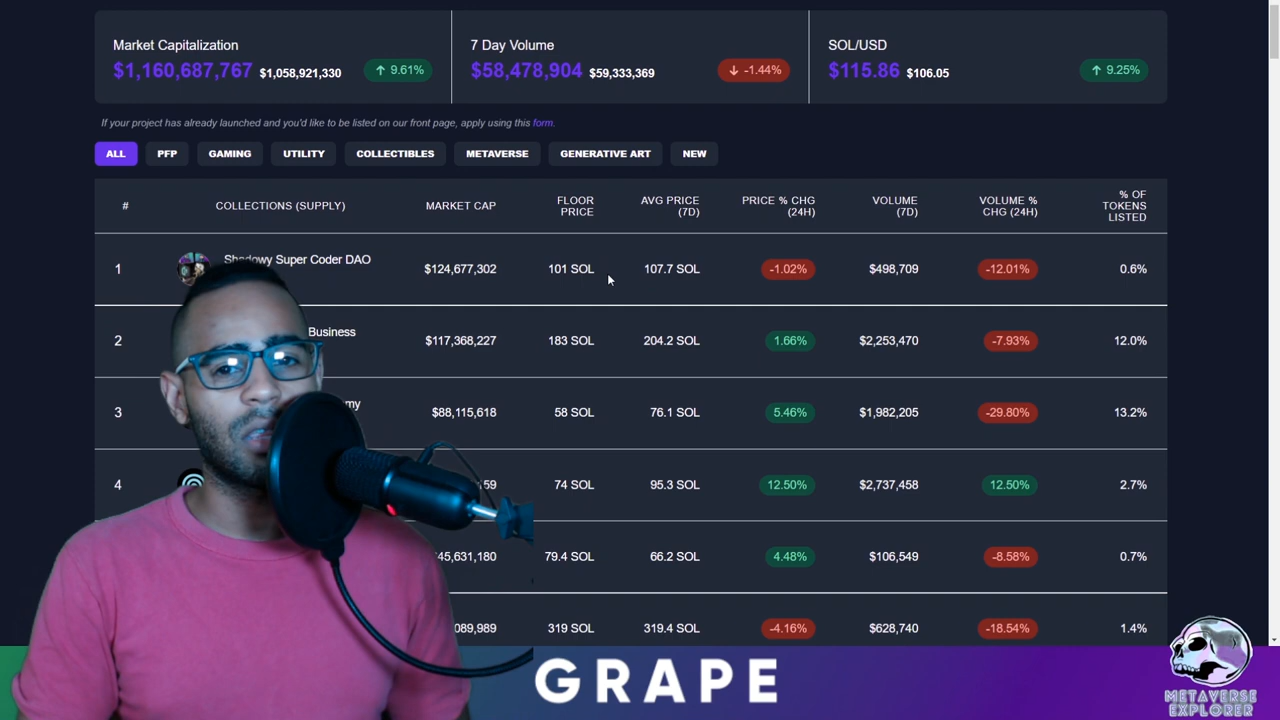 Market Capitalization
$1,160,687,767 $1,058,921,330 ↑ 9.61%
7 Day Volume
$58,478,904 $59,333,369 ↓ -1.44%
SOL/USD
$115.86 $106.05 ↑ 9.25%
If your project has already launched and you'd like to be listed on our front page, apply using this form.
ALL PFP GAMING UTILITY COLLECTIBLES METAVERSE GENERATIVE ART NEW
# COLLECTIONS (SUPPLY) MARKET CAP FLOOR PRICE AVG PRICE (7D) PRICE % CHG (24H) VOLUME (7D) VOLUME % CHG (24H) % OF TOKENS LISTED
1 Shadowy Super Coder DAO $124,677,302 101 SOL 107.7 SOL -1.02% $498,709 -12.01% 0.6%
2 Business $117,368,227 183 SOL 204.2 SOL 1.66% $2,253,470 -7.93% 12.0%
3 my $88,115,618 58 SOL 76.1 SOL 5.46% $1,982,205 -29.80% 13.2%
4 59 74 SOL 95.3 SOL 12.50% $2,737,458 12.50% 2.7%
45,631,180 79.4 SOL 66.2 SOL 4.48% $106,549 -8.58% 0.7%
089,989 319 SOL 319.4 SOL -4.16% $628,740 -18.54% 1.4%
GRAPE
METAVERSE
EXPLORER